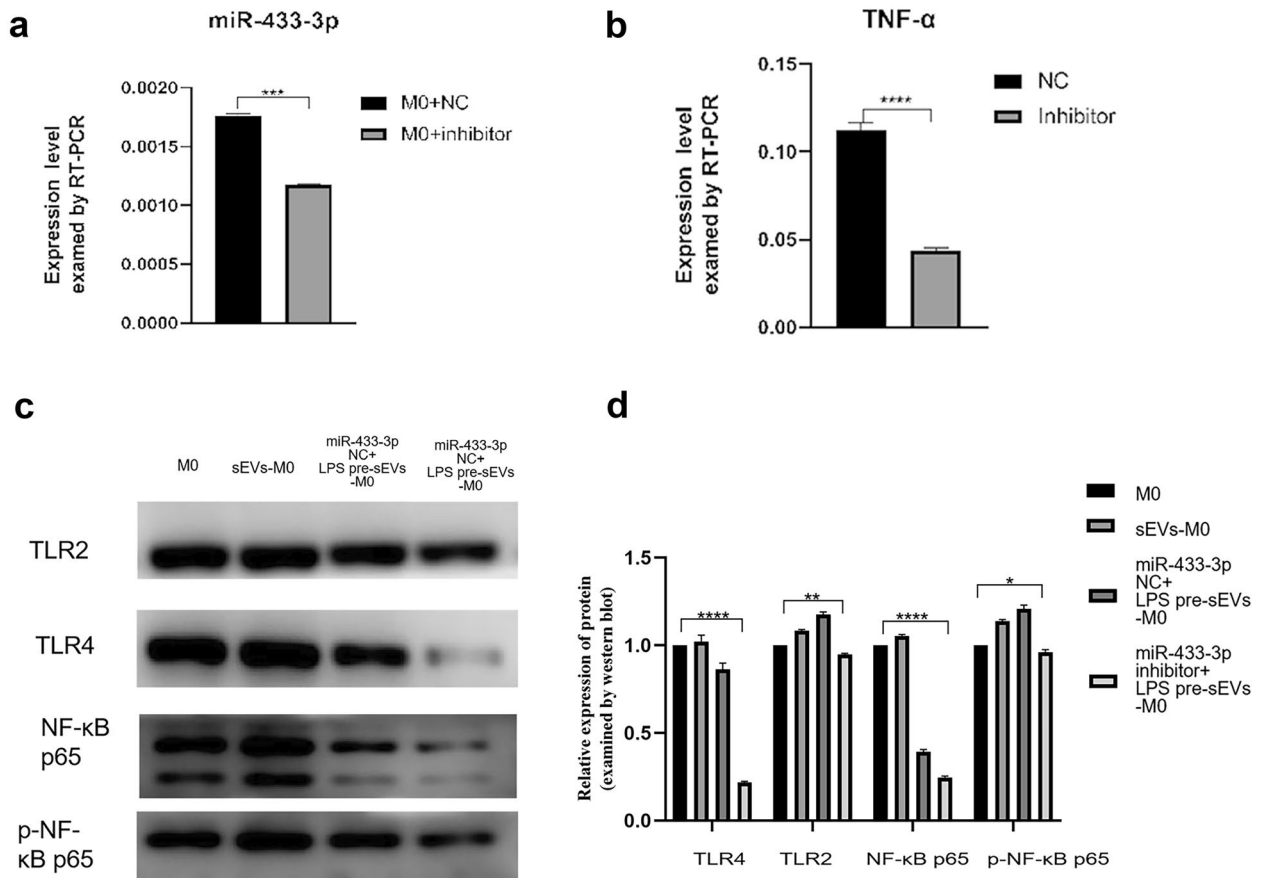 a
miR-433-3p
Expression level
examed by RT-PCR
0.0020
0.0015
0.0010
0.0005
0.0000
***
M0+NC
M0+inhibitor
b
TNF-α
Expression level
examed by RT-PCR
0.15
0.10
0.05
0.00
****
NC
Inhibitor
c
M0
sEVs-M0
miR-433-3p
NC+
LPS pre-sEVs
-M0
miR-433-3p
NC+
LPS pre-sEVs
-M0
TLR2
TLR4
NF-κB
p65
p-NF-
κB p65
d
Relative expression of protein
(examined by western blot)
1.5
1.0
0.5
0.0
****
**
****
*
TLR4
TLR2
NF-κB p65
p-NF-κB p65
M0
sEVs-M0
miR-433-3p
NC+
LPS pre-sEVs
-M0
miR-433-3p
inhibitor+
LPS pre-sEVs
-M0